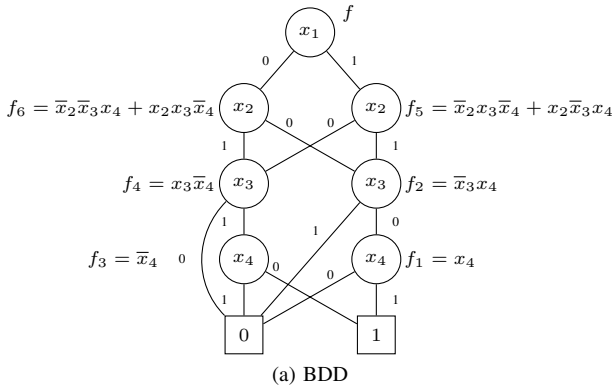 f
x₁
0 1
f₆ = x̅₂x̅₃x₄ + x₂x₃x̅₄ x₂ x₂ f₅ = x̅₂x₃x̅₄ + x₂x̅₃x₄
0 0
1 1
f₄ = x₃x̅₄ x₃ x₃ f₂ = x̅₃x₄
1 1 0
f₃ = x̅₄ 0 x₄ x₄ f₁ = x₄
0 0
1 1
0 1
(a) BDD